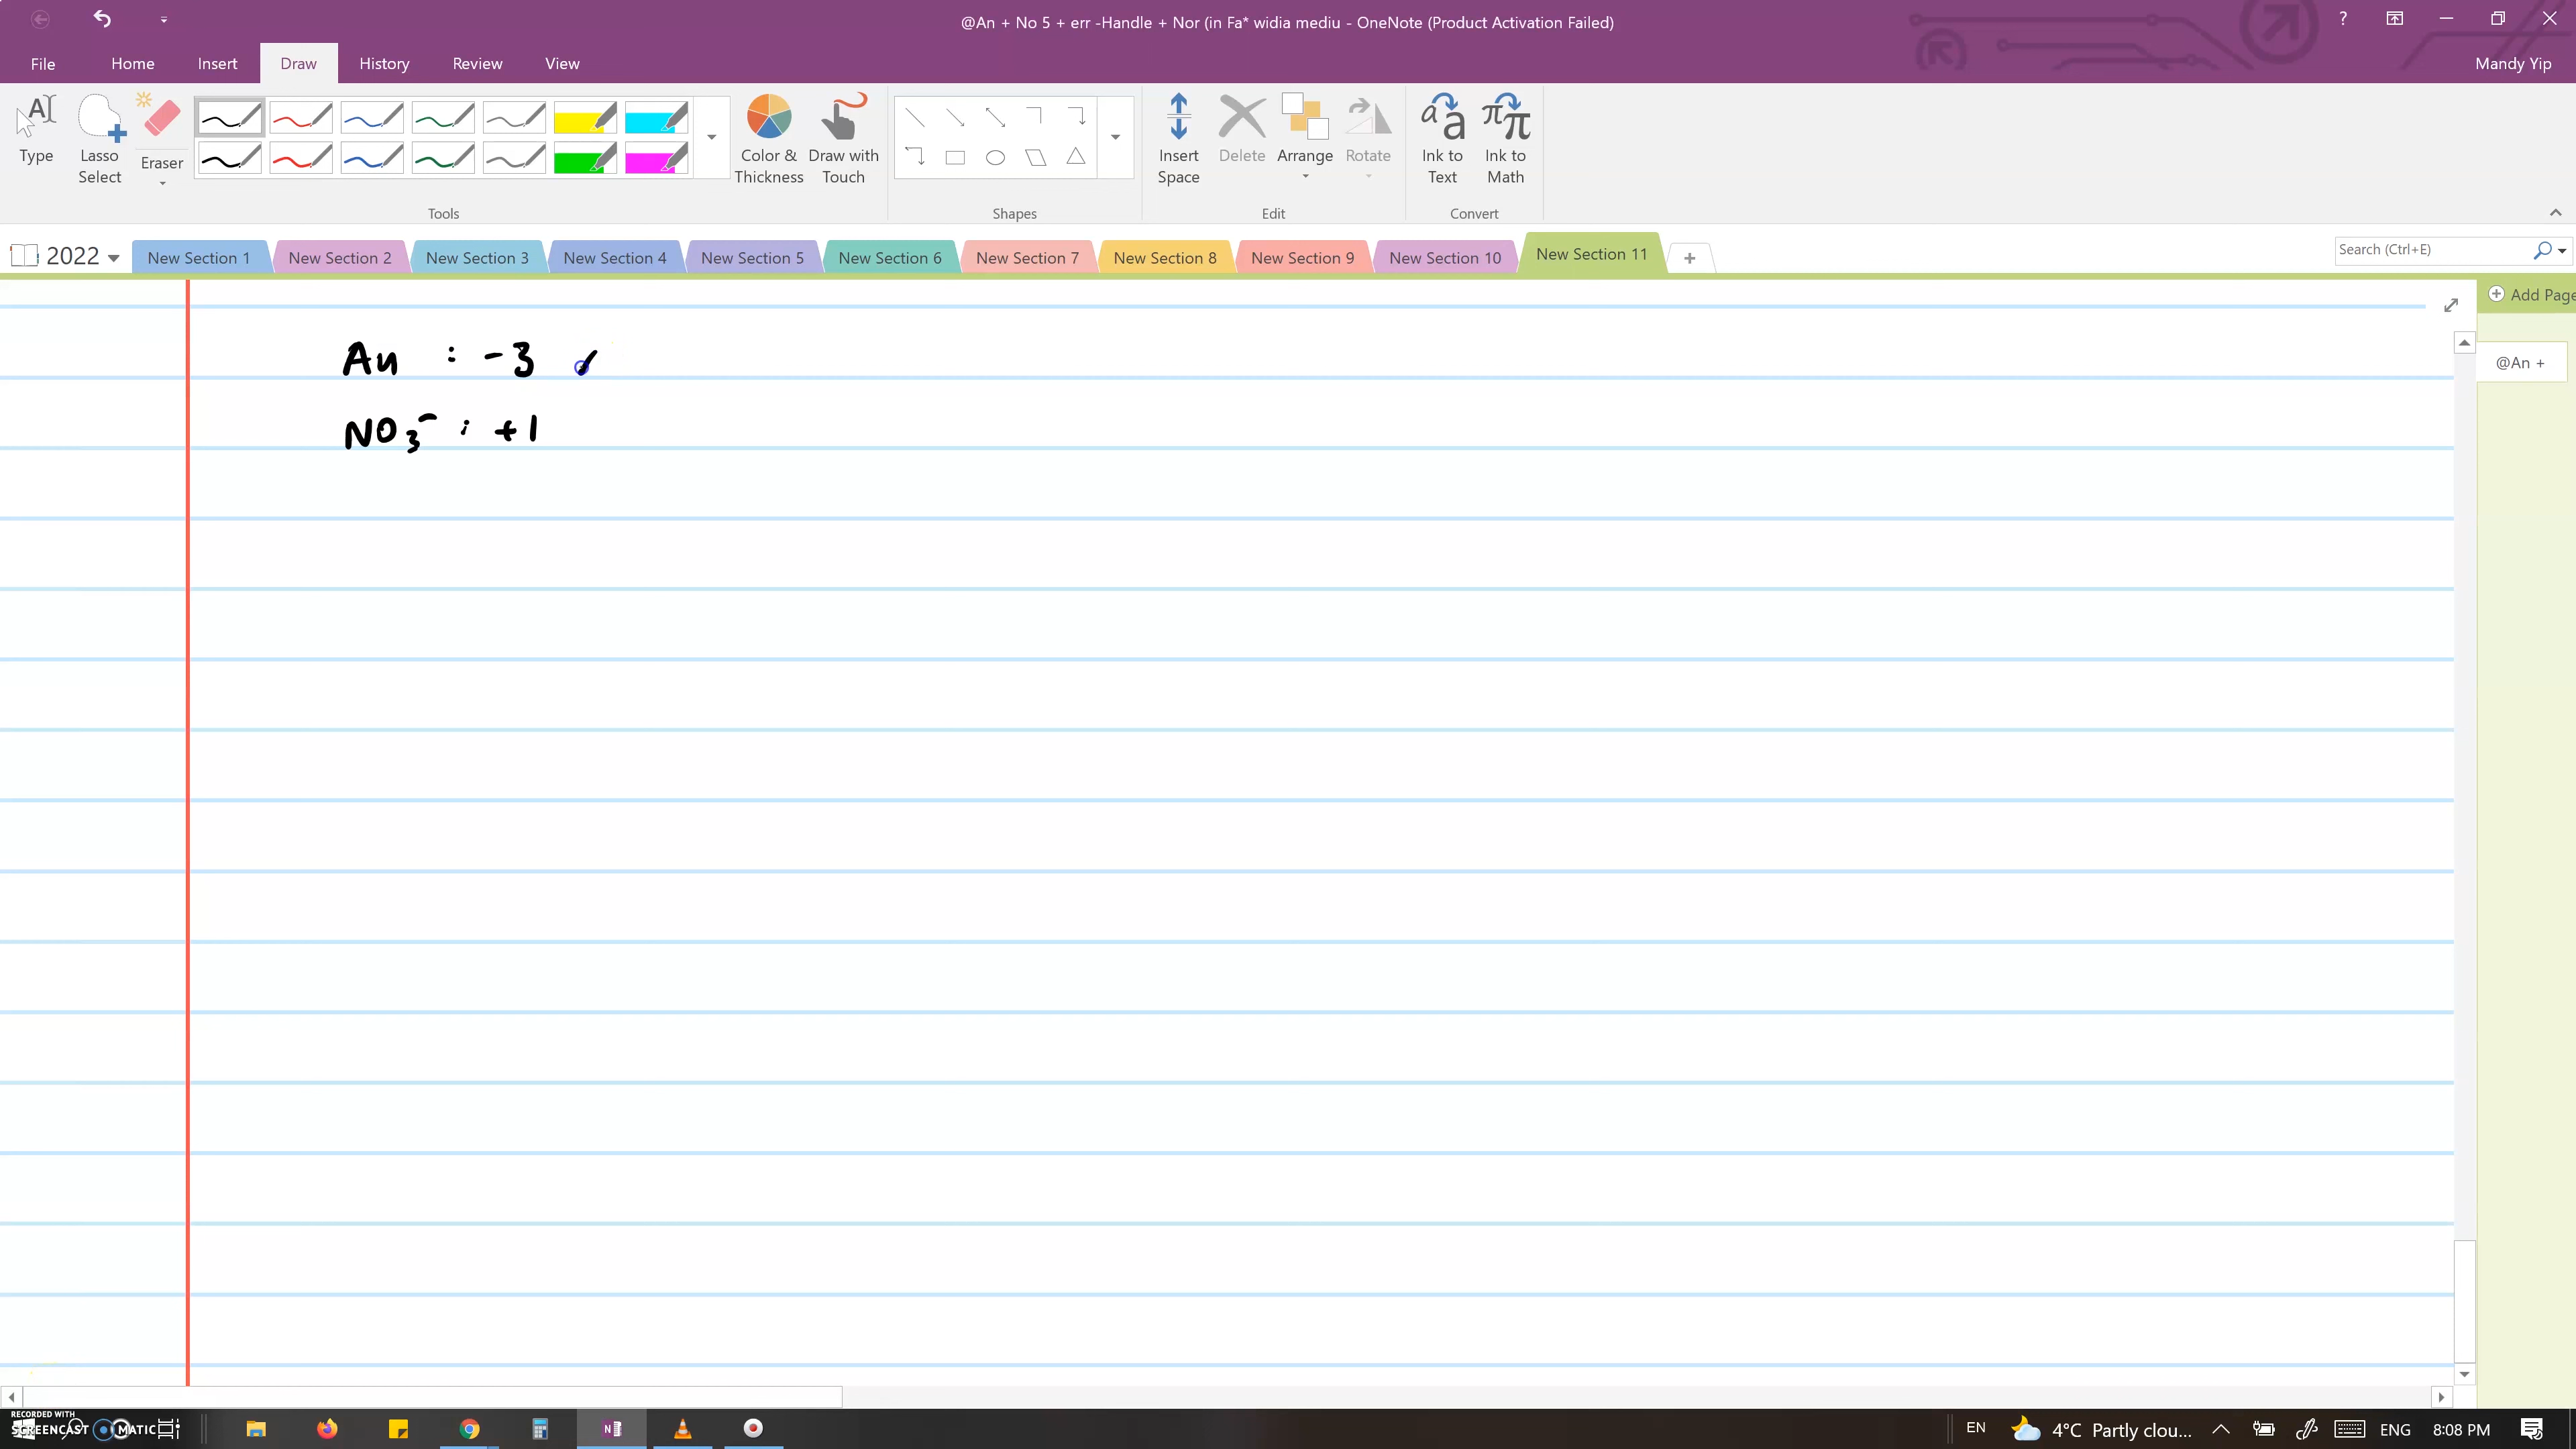 @An + No 5 + err -Handle + Nor (in Fa* widia mediu - OneNote (Product Activation Failed)
?
File Home Insert Draw History Review View
Mandy Yip
Type
Lasso Select
Eraser
Color & Thickness
Draw with Touch
Insert Space
Delete
Arrange
Rotate
Ink to Text
Ink to Math
Tools Shapes Edit Convert
2022 New Section 1 New Section 2 New Section 3 New Section 4 New Section 5 New Section 6 New Section 7 New Section 8 New Section 9 New Section 10 New Section 11 +
Search (Ctrl+E)
Add Page
@An +
Au : -3
NO₃⁻ : +1
RECORDED WITH
SCREENCAST MATIC
EN 4°C Partly clou... ENG 8:08 PM